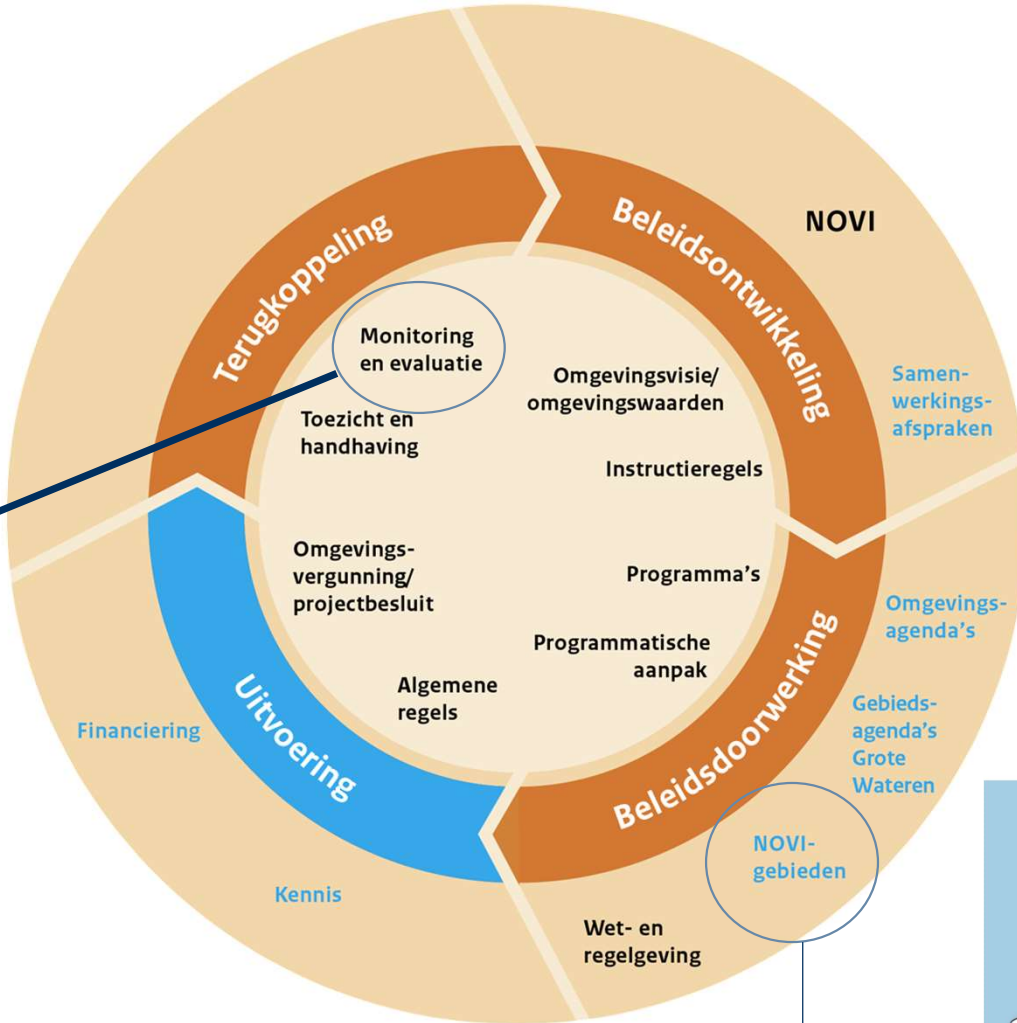 Terugkoppeling
Beleidsontwikkeling
NOVI
Monitoring
en evaluatie
Omgevingsvisie/
omgevingswaarden
Samen-
werkings-
afspraken
Toezicht en
handhaving
Instructieregels
Omgevings-
vergunning/
projectbesluit
Programma's
Omgevings-
agenda's
Programmatische
aanpak
Algemene
regels
Gebieds-
agenda's
Grote
Wateren
Financiering
Uitvoering
Beleidsdoorwerking
NOVI-
gebieden
Kennis
Wet- en
regelgeving